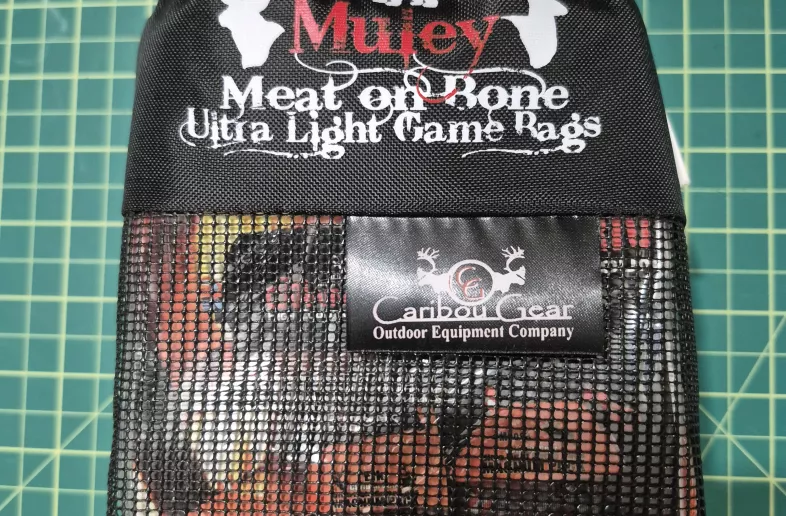 Muley
Meat on Bone
Ultra Light Game Bags
CG
Caribou Gear
Outdoor Equipment Company